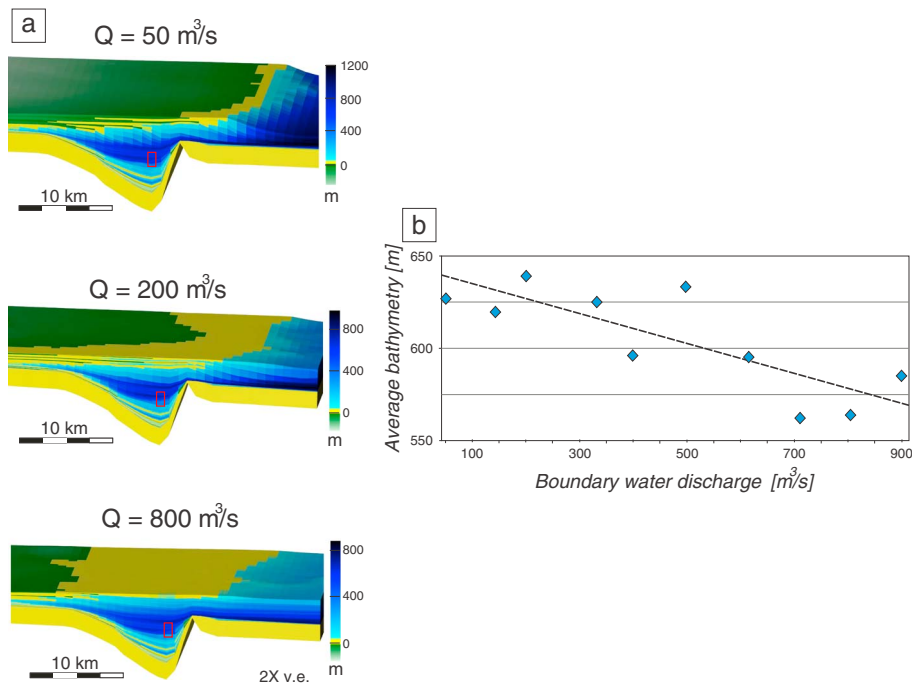 a
Q = 50 m³/s
1200
800
400
0
m
10 km
Q = 200 m³/s
800
400
0
m
10 km
Q = 800 m³/s
800
400
0
m
10 km
2X v.e.
b
Average bathymetry [m]
650
600
550
100
300
500
700
900
Boundary water discharge [m³/s]